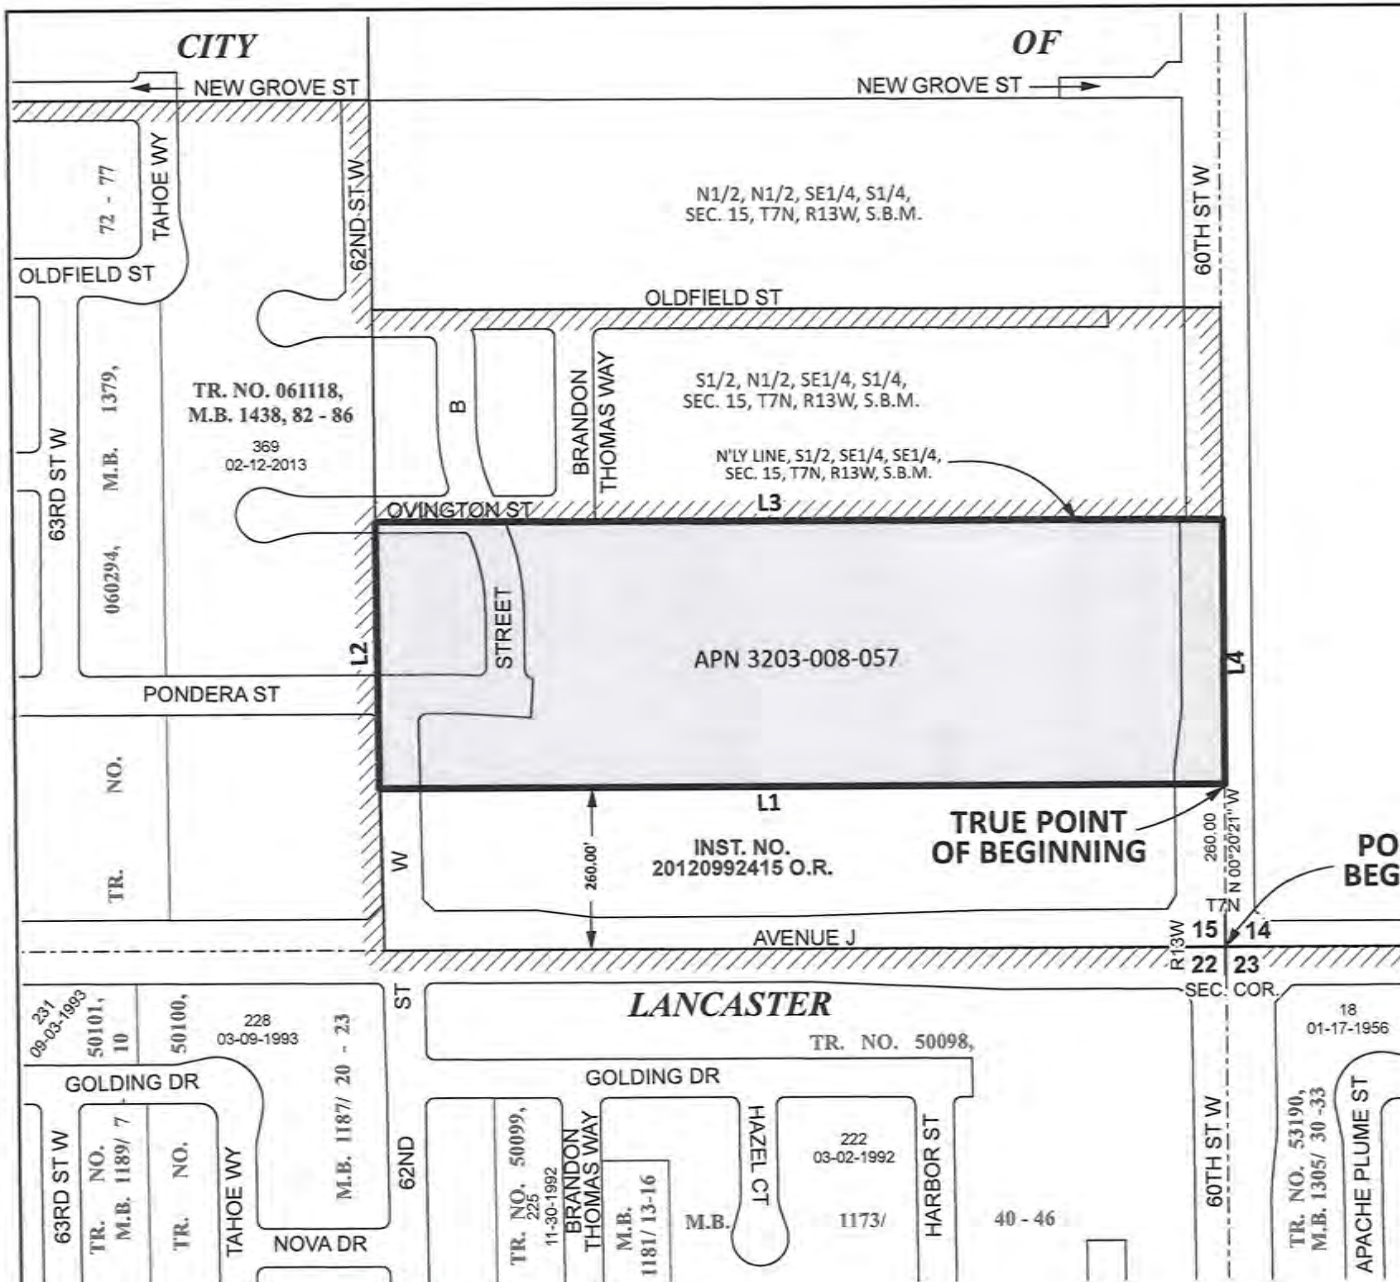 CITY
OF
NEW GROVE ST
NEW GROVE ST
TAHOE WY
72 - 77
62ND ST W
60TH ST W
N1/2, N1/2, SE1/4, S1/4,
SEC. 15, T7N, R13W, S.B.M.
OLDFIELD ST
OLDFIELD ST
TR. NO. 061118,
M.B. 1438, 82 - 86
369
02-12-2013
63RD ST W
060294, M.B. 1379,
B
BRANDON
THOMAS WAY
S1/2, N1/2, SE1/4, S1/4,
SEC. 15, T7N, R13W, S.B.M.
N'LY LINE, S1/2, SE1/4, SE1/4,
SEC. 15, T7N, R13W, S.B.M.
OVINGTON ST
L3
STREET
L2
APN 3203-008-057
L4
PONDERA ST
TR. NO.
L1
TRUE POINT
OF BEGINNING
260.00'
INST. NO.
20120992415 O.R.
W
260.00
N 00°20'21" W
PO
BEG
T7N
R13W
15 14
22 23
SEC. COR.
AVENUE J
LANCASTER
231
09-03-1993
50101,
10
50100,
228
03-09-1993
M.B. 1187/ 20 - 23
ST
TR. NO. 50098,
18
01-17-1956
GOLDING DR
GOLDING DR
63RD ST W
TR. NO.
M.B. 1189/ 7 -
TR. NO.
TAHOE WY
NOVA DR
62ND
TR. NO. 50099,
225
11-30-1992
BRANDON
THOMAS WAY
M.B.
1181/ 13-16
M.B.
HAZEL CT
222
03-02-1992
1173/
HARBOR ST
40 - 46
60TH ST W
TR. NO. 53190,
M.B. 1305/ 30 -33
APACHE PLUME ST